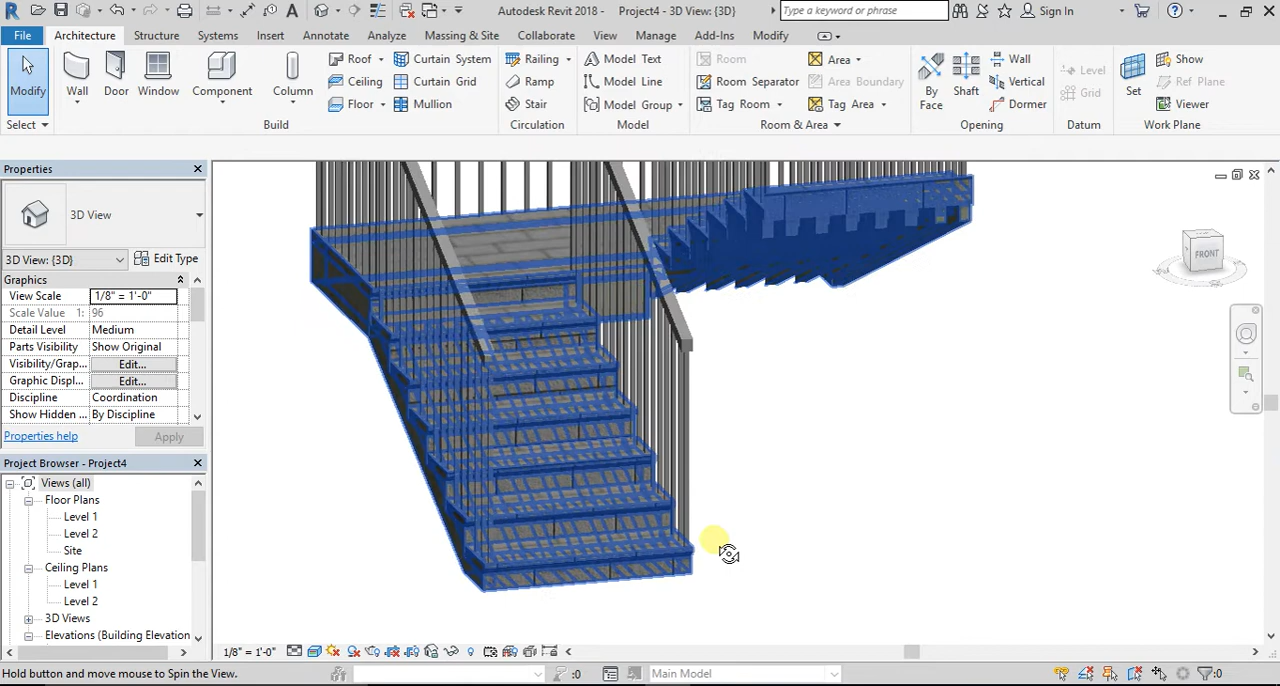 Autodesk Revit 2018 - Project4 - 3D View: {3D}
Type a keyword or phrase
Sign In
File Architecture Structure Systems Insert Annotate Analyze Massing & Site Collaborate View Manage Add-Ins Modify
Modify
Select
Wall
Door
Window
Component
Column
Roof
Ceiling
Floor
Curtain System
Curtain Grid
Mullion
Build
Railing
Ramp
Stair
Circulation
Model Text
Model Line
Model Group
Model
Room
Room Separator
Tag Room
Area
Area Boundary
Tag Area
Room & Area
By Face
Shaft
Wall
Vertical
Dormer
Opening
Level
Grid
Datum
Set
Show
Ref Plane
Viewer
Work Plane
Properties
3D View
3D View: {3D}
Edit Type
Graphics
View Scale 1/8" = 1'-0"
Scale Value 1: 96
Detail Level Medium
Parts Visibility Show Original
Visibility/Grap... Edit...
Graphic Displ... Edit...
Discipline Coordination
Show Hidden ... By Discipline
Properties help
Apply
Project Browser - Project4
Views (all)
Floor Plans
Level 1
Level 2
Site
Ceiling Plans
Level 1
Level 2
3D Views
Elevations (Building Elevation
FRONT
1/8" = 1'-0"
Hold button and move mouse to Spin the View.
:0
Main Model
:0